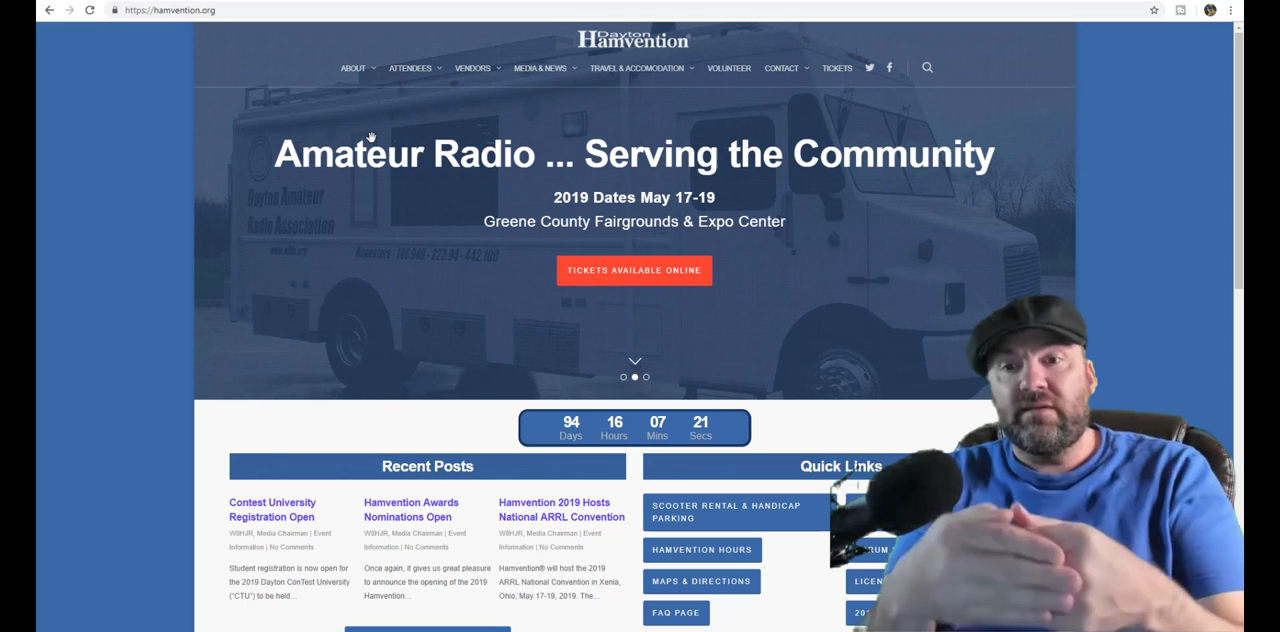 https://hamvention.org
Dayton
Hamvention
ABOUT ATTENDEES VENDORS MEDIA & NEWS TRAVEL & ACCOMODATION VOLUNTEER CONTACT TICKETS
Amateur Radio ... Serving the Community
2019 Dates May 17-19
Greene County Fairgrounds & Expo Center
Dayton Amateur
Radio Association
Repeaters - 146.940 - 223.94 - 442.100
TICKETS AVAILABLE ONLINE
94 16 07 21
Days Hours Mins Secs
Recent Posts
Contest University
Registration Open
W8HJR, Media Chairman | Event
Information | No Comments
Student registration is now open for
the 2019 Dayton ConTest University
(“CTU”) to be held…
Hamvention Awards
Nominations Open
W8HJR, Media Chairman | Event
Information | No Comments
Once again, it gives us great pleasure
to announce the opening of the 2019
Hamvention…
Hamvention 2019 Hosts
National ARRL Convention
W8HJR, Media Chairman | Event
Information | No Comments
Hamvention® will host the 2019
ARRL National Convention in Xenia,
Ohio, May 17-19, 2019. The…
Quick Links
SCOOTER RENTAL & HANDICAP
PARKING
HAMVENTION HOURS
MAPS & DIRECTIONS
FAQ PAGE